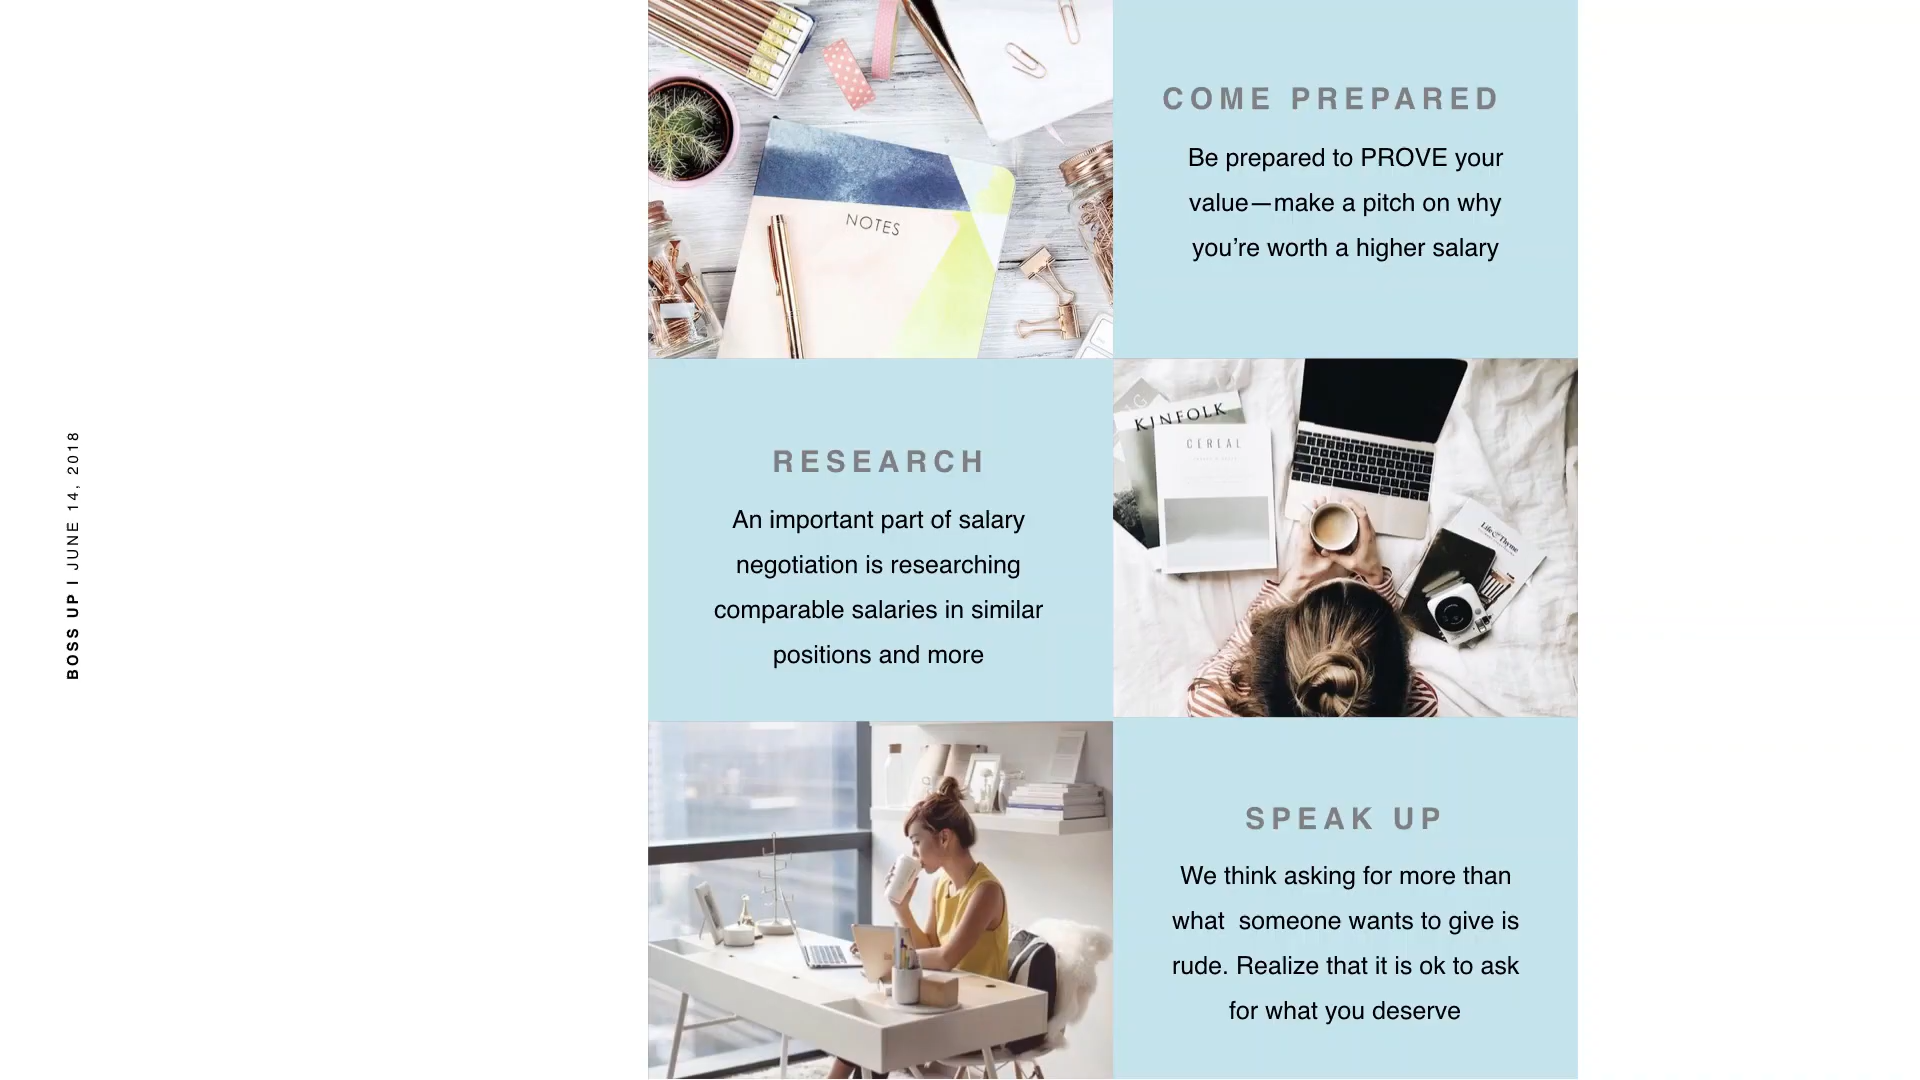 BOSS UP I JUNE 14, 2018
NOTES
COME PREPARED
Be prepared to PROVE your
value—make a pitch on why
you’re worth a higher salary
RESEARCH
An important part of salary
negotiation is researching
comparable salaries in similar
positions and more
KINFOLK
CEREAL
Life & Thyme
SPEAK UP
We think asking for more than
what  someone wants to give is
rude. Realize that it is ok to ask
for what you deserve